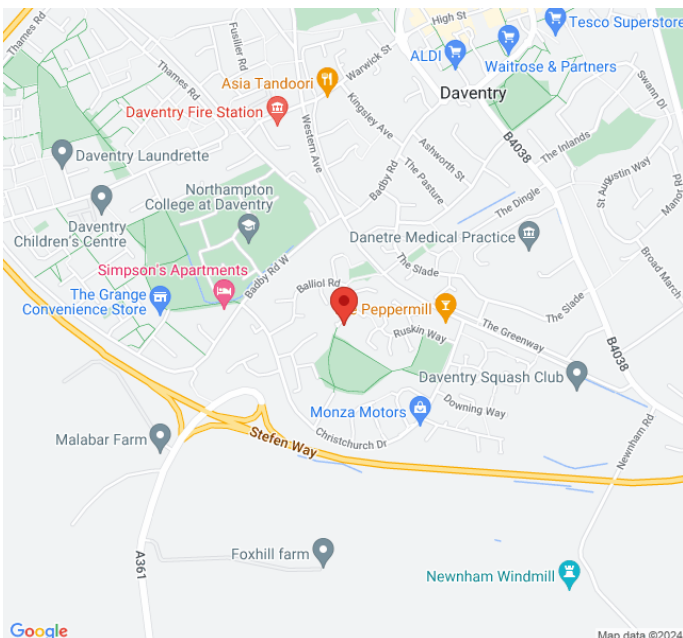 High St
Tesco Superstore
Thames Rd
Fusilier Rd
ALDI
Waitrose & Partners
Warwick St
Asia Tandoori
Thames Rd
Daventry
Swann Dl
Kingsley Ave
Daventry Fire Station
Western Ave
B4038
Ashworth St
The Inlands
Daventry Laundrette
Badby Rd
The Pasture
St Augustin Way
Manor Rd
Northampton
College at Daventry
The Dingle
Daventry
Children's Centre
Danetre Medical Practice
Simpson's Apartments
Badby Rd W
Balliol Rd
The Slade
Broad March
The Grange
Convenience Store
Peppermill
The Slade
Ruskin Way
The Greenway
B4038
Daventry Squash Club
Monza Motors
Downing Way
Malabar Farm
Stefen Way
Christchurch Dr
Newnham Rd
A361
Foxhill farm
Newnham Windmill
Google
Map data ©2024